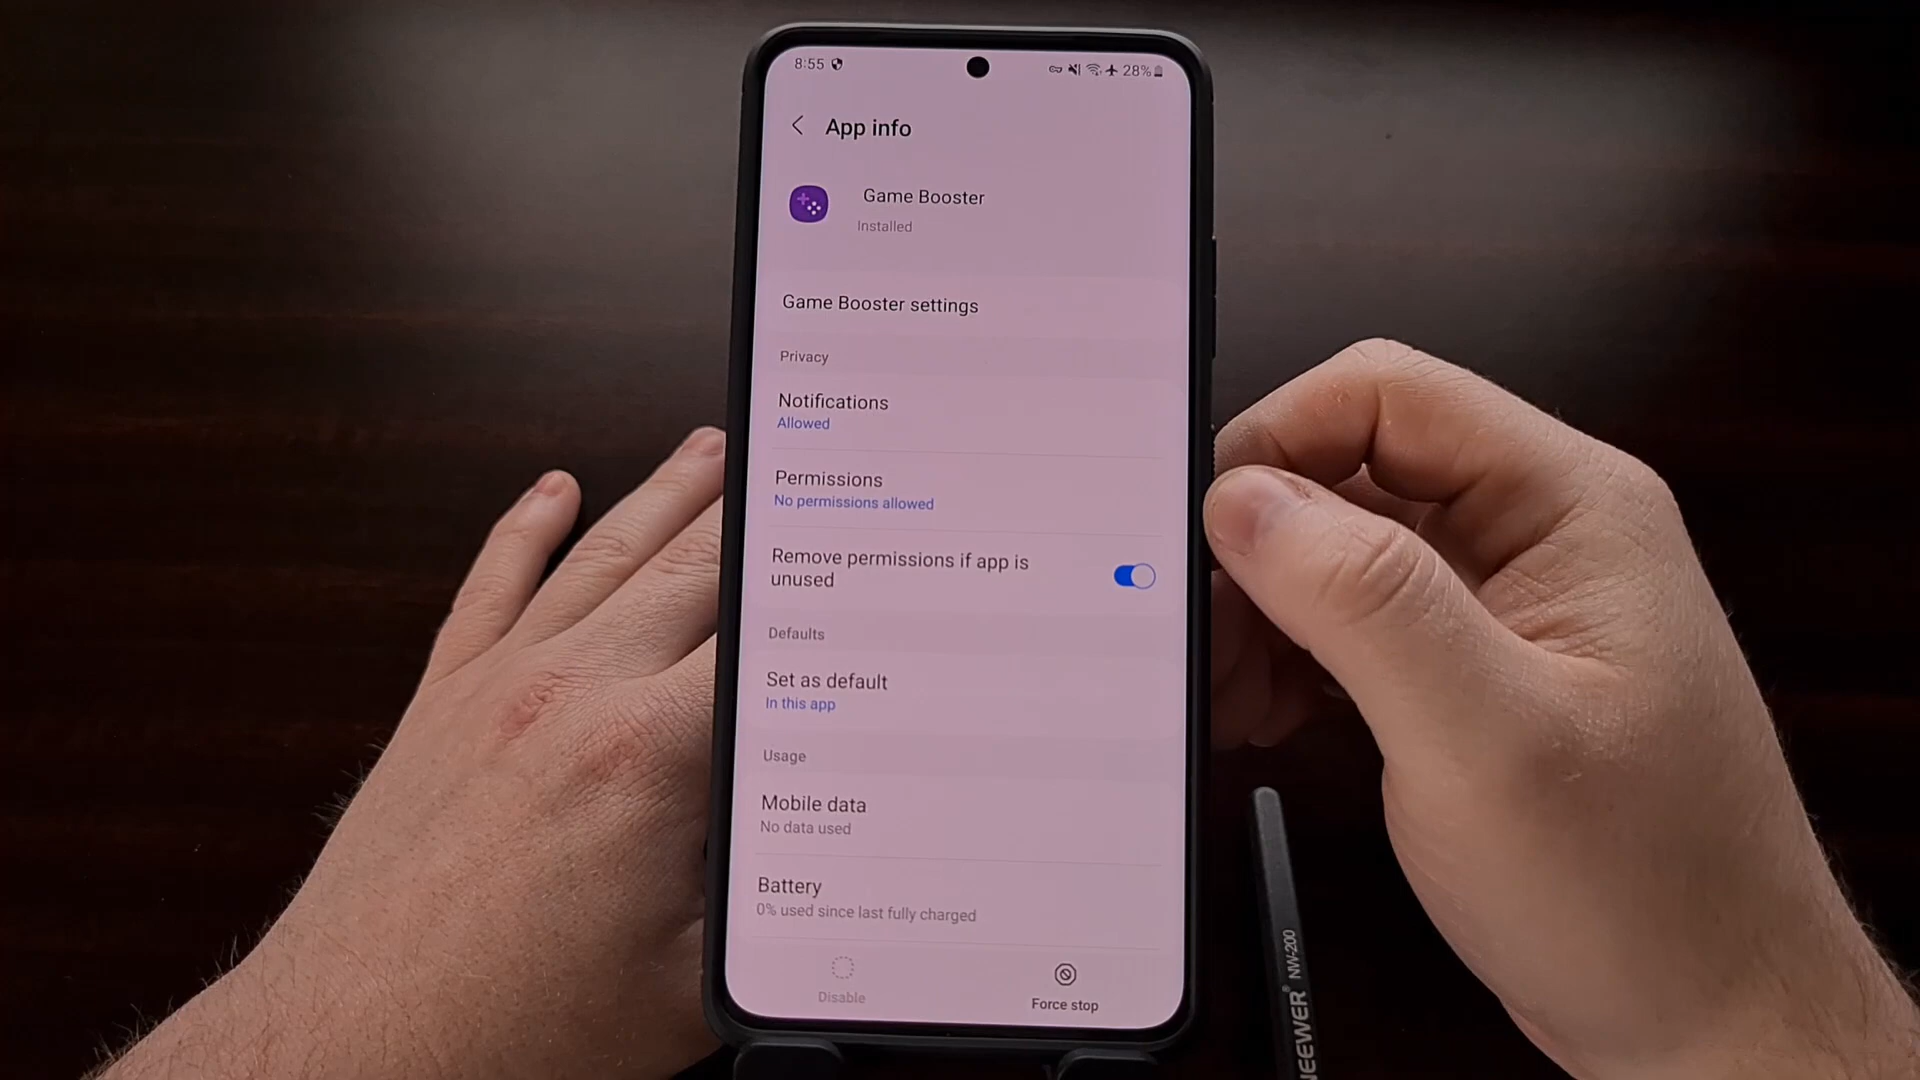 8:55
28%
App info
Game Booster
Installed
Game Booster settings
Privacy
Notifications
Allowed
Permissions
No permissions allowed
Remove permissions if app is
unused
Defaults
Set as default
In this app
Usage
Mobile data
No data used
Battery
0% used since last fully charged
Disable
Force stop
NEEWER® NW-200